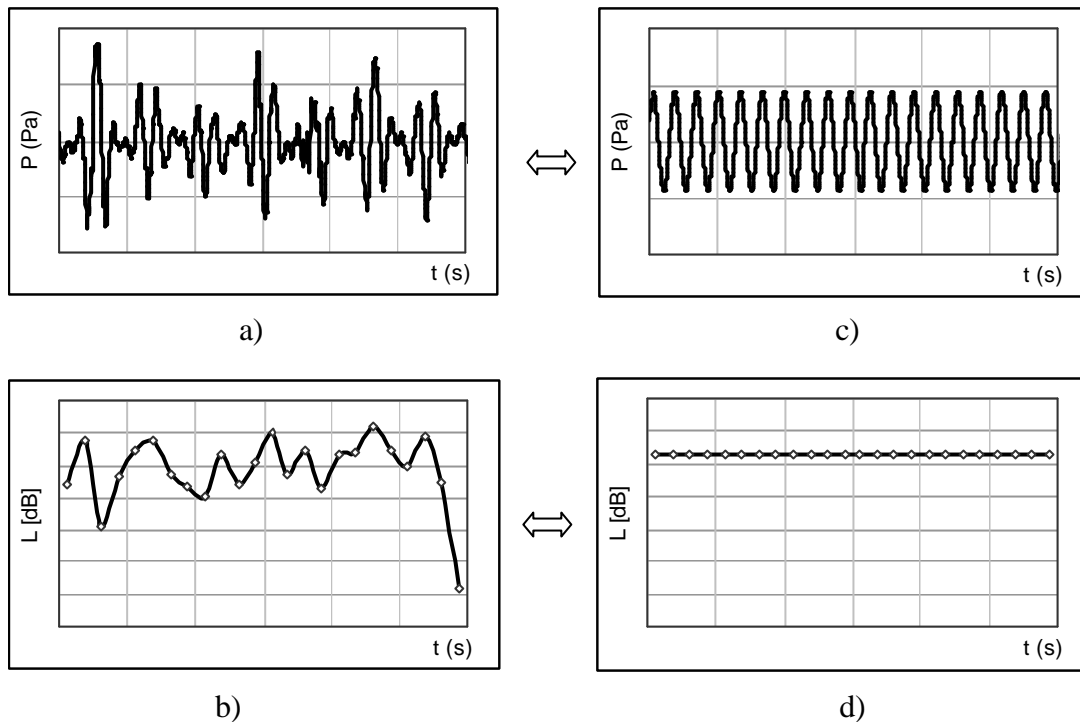 P (Pa)
t (s)
a)
P (Pa)
t (s)
c)
L [dB]
t (s)
b)
L [dB]
t (s)
d)